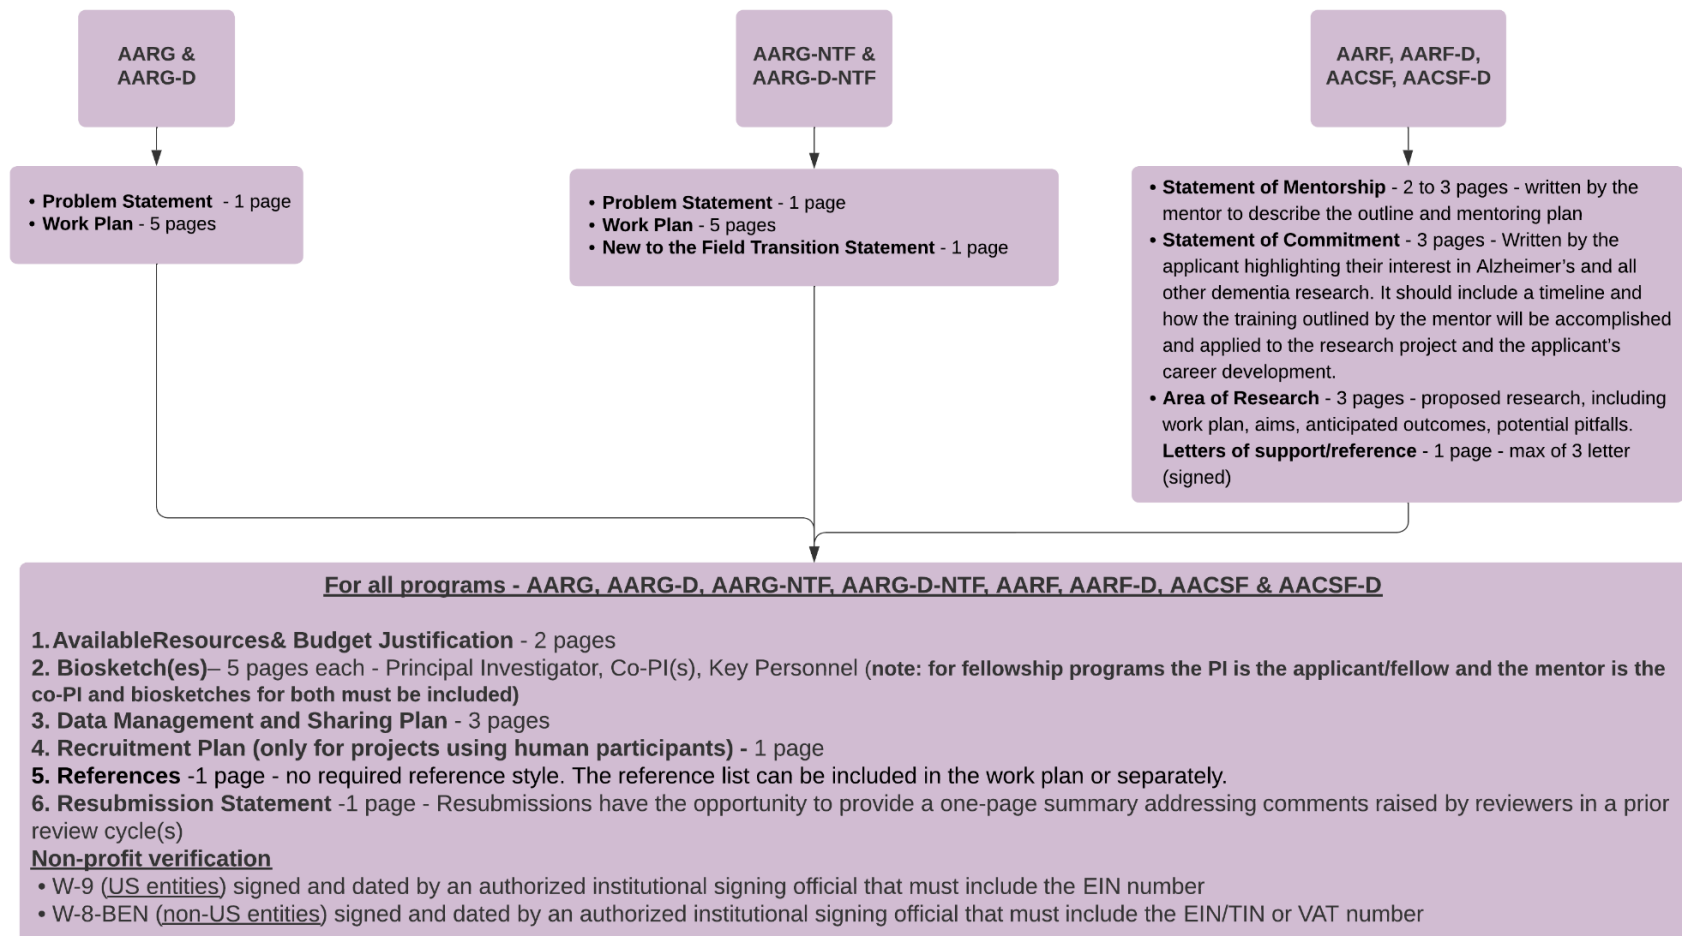 AARG &
AARG-D
AARG-NTF &
AARG-D-NTF
AARF, AARF-D,
AACSF, AACSF-D
• Problem Statement - 1 page
• Work Plan - 5 pages
• Problem Statement - 1 page
• Work Plan - 5 pages
• New to the Field Transition Statement - 1 page
• Statement of Mentorship - 2 to 3 pages - written by the
mentor to describe the outline and mentoring plan
• Statement of Commitment - 3 pages - Written by the
applicant highlighting their interest in Alzheimer’s and all
other dementia research. It should include a timeline and
how the training outlined by the mentor will be accomplished
and applied to the research project and the applicant’s
career development.
• Area of Research - 3 pages - proposed research, including
work plan, aims, anticipated outcomes, potential pitfalls.
Letters of support/reference - 1 page - max of 3 letter
(signed)
For all programs - AARG, AARG-D, AARG-NTF, AARG-D-NTF, AARF, AARF-D, AACSF & AACSF-D
1. AvailableResources& Budget Justification - 2 pages
2. Biosketch(es)– 5 pages each - Principal Investigator, Co-PI(s), Key Personnel (note: for fellowship programs the PI is the applicant/fellow and the mentor is the
co-PI and biosketches for both must be included)
3. Data Management and Sharing Plan - 3 pages
4. Recruitment Plan (only for projects using human participants) - 1 page
5. References -1 page - no required reference style. The reference list can be included in the work plan or separately.
6. Resubmission Statement -1 page - Resubmissions have the opportunity to provide a one-page summary addressing comments raised by reviewers in a prior
review cycle(s)
Non-profit verification
• W-9 (US entities) signed and dated by an authorized institutional signing official that must include the EIN number
• W-8-BEN (non-US entities) signed and dated by an authorized institutional signing official that must include the EIN/TIN or VAT number